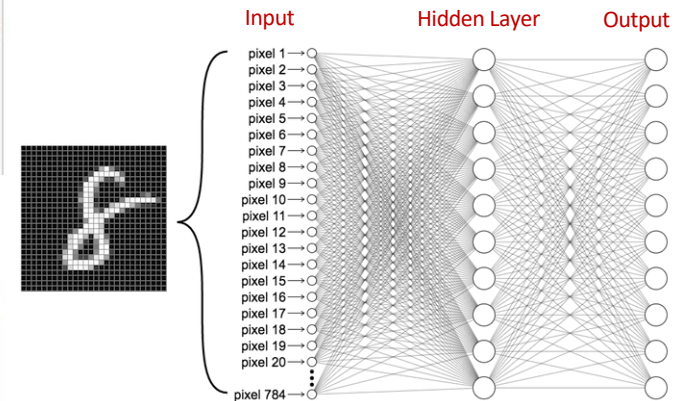 Input Hidden Layer Output
pixel 1
pixel 2
pixel 3
pixel 4
pixel 5
pixel 6
pixel 7
pixel 8
pixel 9
pixel 10
pixel 11
pixel 12
pixel 13
pixel 14
pixel 15
pixel 16
pixel 17
pixel 18
pixel 19
pixel 20
pixel 784
8